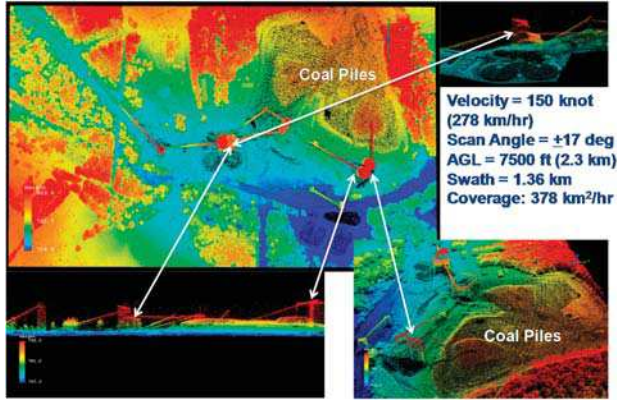 Coal Piles
Velocity = 150 knot
(278 km/hr)
Scan Angle = ±17 deg
AGL = 7500 ft (2.3 km)
Swath = 1.36 km
Coverage: 378 km²/hr
Coal Piles